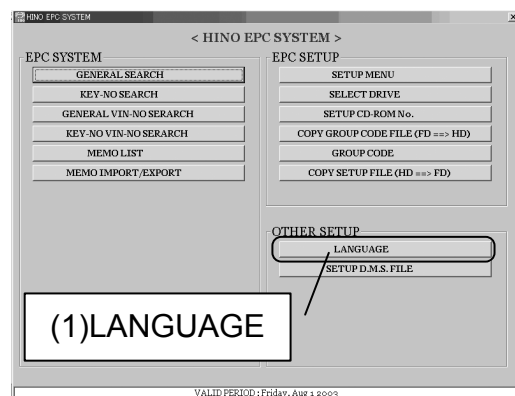 HINO EPC SYSTEM
< HINO EPC SYSTEM >
EPC SYSTEM
GENERAL SEARCH
KEY-NO SEARCH
GENERAL VIN-NO SERARCH
KEY-NO VIN-NO SERARCH
MEMO LIST
MEMO IMPORT/EXPORT
EPC SETUP
SETUP MENU
SELECT DRIVE
SETUP CD-ROM No.
COPY GROUP CODE FILE (FD ==> HD)
GROUP CODE
COPY SETUP FILE (HD ==> FD)
OTHER SETUP
LANGUAGE
SETUP D.M.S. FILE
(1)LANGUAGE
VALID PERIOD : Friday, Aug 1 2003